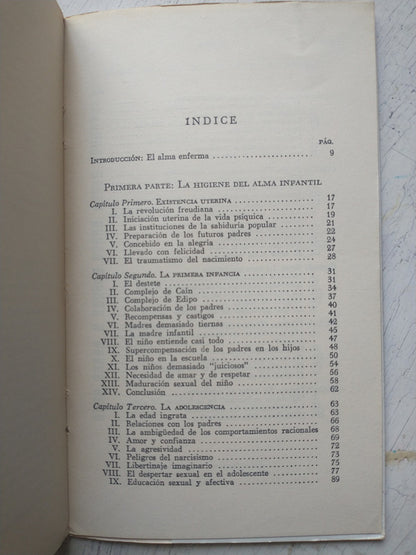 INDICE
PÁG.
INTRODUCCIÓN: El alma enferma .......................... 9
PRIMERA PARTE: LA HIGIENE DEL ALMA INFANTIL
Capítulo Primero. EXISTENCIA UTERINA .................... 17
I. La revolución freudiana .......................... 17
II. Iniciación uterina de la vida psíquica .......................... 19
III. Las instituciones de la sabiduría popular .................. 21
IV. Preparación de los futuros padres .................. 22
V. Concebido en la alegría .......................... 24
VI. Llevado con felicidad .......................... 27
VII. El traumatismo del nacimiento .................. 28
Capítulo Segundo. LA PRIMERA INFANCIA .................... 31
I. El destete .......................... 31
II. Complejo de Caín .......................... 34
III. Complejo de Edipo .......................... 37
IV. Colaboración de los padres .................. 40
V. Recompensas y castigos .................. 41
VI. Madres demasiado tiernas .................. 42
VII. La madre infantil .................. 45
VIII. El niño entiende casi todo .................. 47
IX. Supercompensación de los padres en los hijos ........ 48
X. El niño en la escuela .................. 50
XI. Los niños demasiado "juiciosos" .................. 54
XII. Necesidad de amar y de respetar .................. 56
XIII. Maduración sexual del niño .................. 58
XIV. Conclusión .......................... 62
Capítulo Tercero. LA ADOLESCENCIA .................... 63
I. La edad ingrata .................. 63
II. Relaciones con los padres .................. 66
III. La ambigüedad de los comportamientos racionales 68
IV. Amor y confianza .................. 69
V. La agresividad .................. 72
VI. Peligros del narcisismo .................. 73
VII. Libertinaje imaginario .................. 75
VIII. El despertar sexual en el adolescente .................. 77
IX. Educación sexual y afectiva .................. 89